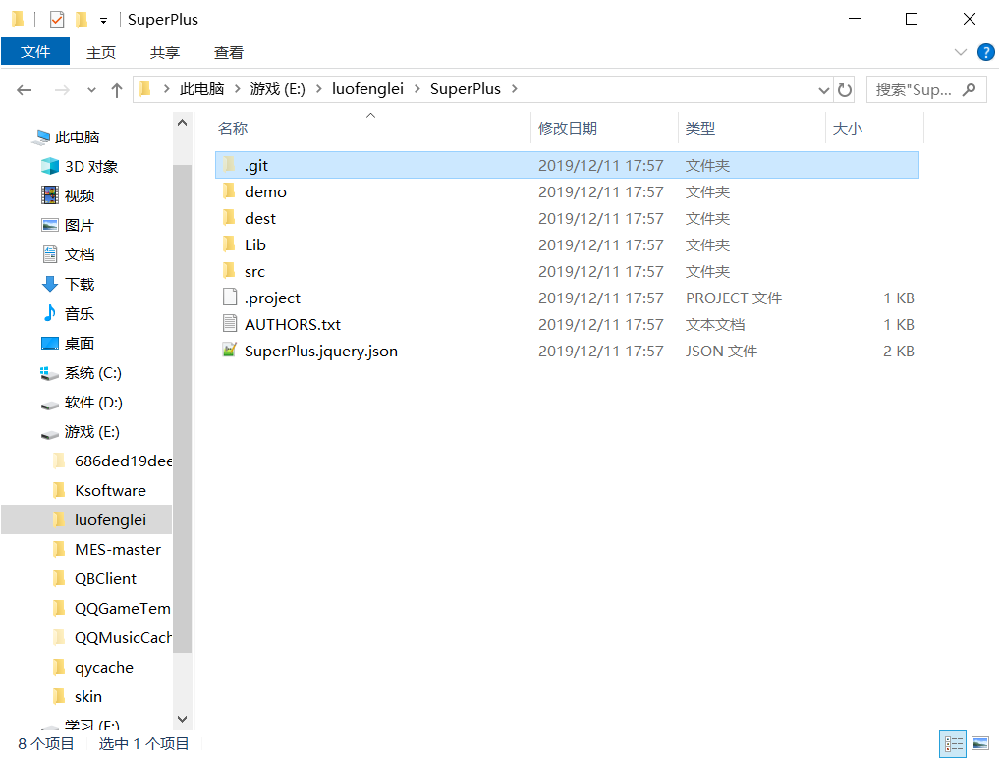 SuperPlus
文件 主页 共享 查看
此电脑 游戏 (E:) luofenglei SuperPlus 搜索"Sup...
名称 修改日期 类型 大小
.git 2019/12/11 17:57 文件夹
demo 2019/12/11 17:57 文件夹
dest 2019/12/11 17:57 文件夹
Lib 2019/12/11 17:57 文件夹
src 2019/12/11 17:57 文件夹
.project 2019/12/11 17:57 PROJECT 文件 1 KB
AUTHORS.txt 2019/12/11 17:57 文本文档 1 KB
SuperPlus.jquery.json 2019/12/11 17:57 JSON 文件 2 KB
此电脑
3D 对象
视频
图片
文档
下载
音乐
桌面
系统 (C:)
软件 (D:)
游戏 (E:)
686ded19dee
Ksoftware
luofenglei
MES-master
QBClient
QQGameTem
QQMusicCach
qycache
skin
学习 (F:)
8 个项目 选中 1 个项目